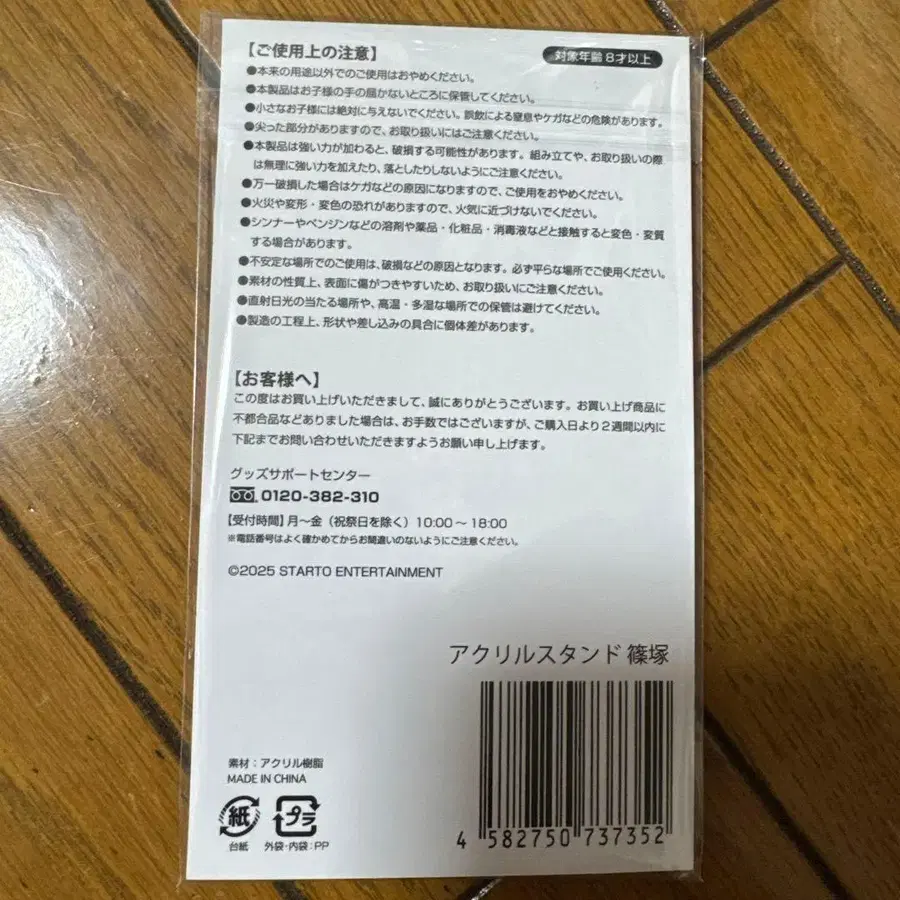 【ご使用上の注意】
対象年齢8才以上
●本来の用途以外でのご使用はおやめください。
●本製品はお子様の手の届かないところに保管してください。
●小さなお子様には絶対に与えないでください。誤飲による窒息やケガなどの危険があります。
●尖った部分がありますので、お取り扱いにはご注意ください。
●本製品は強い力が加わると、破損する可能性があります。組み立てや、お取り扱いの際
は無理に強い力を加えたり、落としたりしないようにご注意ください。
●万一破損した場合はケガなどの原因になりますので、ご使用をおやめください。
●火災や変形・変色の恐れがありますので、火気に近づけないでください。
●シンナーやベンジンなどの溶剤や薬品・化粧品・消毒液などと接触すると変色・変質
する場合があります。
●不安定な場所でのご使用は、破損などの原因となります。必ず平らな場所でご使用ください。
●素材の性質上、表面に傷がつきやすいため、お取り扱いにご注意ください。
●直射日光の当たる場所や、高温・多湿な場所での保管は避けてください。
●製造の工程上、形状や差し込みの具合に個体差があります。
【お客様へ】
この度はお買い上げいただきまして、誠にありがとうございます。お買い上げ商品に
不都合品などありました場合は、お手数ではございますが、ご購入日より2週間以内に
下記までお問い合わせいただきますようお願い申し上げます。
グッズサポートセンター
0120-382-310
【受付時間】月～金（祝祭日を除く）10:00～18:00
※電話番号はよく確かめてからお間違いのないようにご注意ください。
©2025 STARTO ENTERTAINMENT
アクリルスタンド 篠塚
素材：アクリル樹脂
MADE IN CHINA
紙 プラ
台紙 外袋・内袋：PP
4 582750 737352